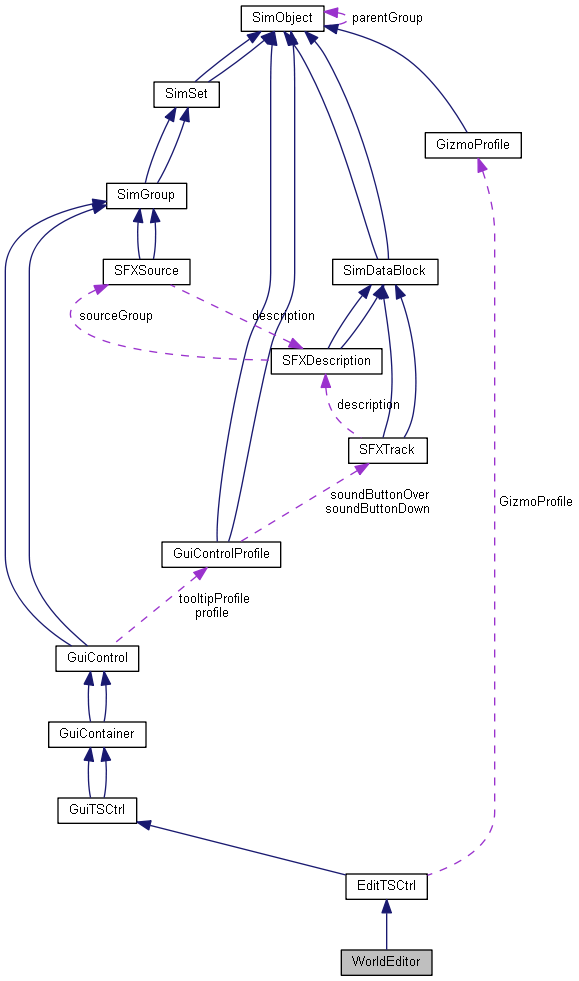 SimObject
parentGroup
SimSet
GizmoProfile
SimGroup
SFXSource
SimDataBlock
sourceGroup
description
SFXDescription
description
SFXTrack
soundButtonOver
soundButtonDown
GizmoProfile
GuiControlProfile
tooltipProfile
profile
GuiControl
GuiContainer
GuiTSCtrl
EditTSCtrl
WorldEditor